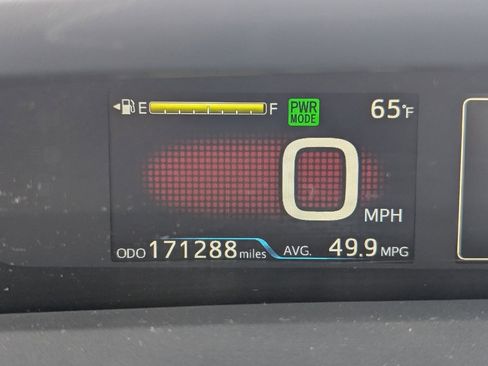 E F PWR MODE 65°F
0 MPH
ODO 171288 miles AVG. 49.9 MPG